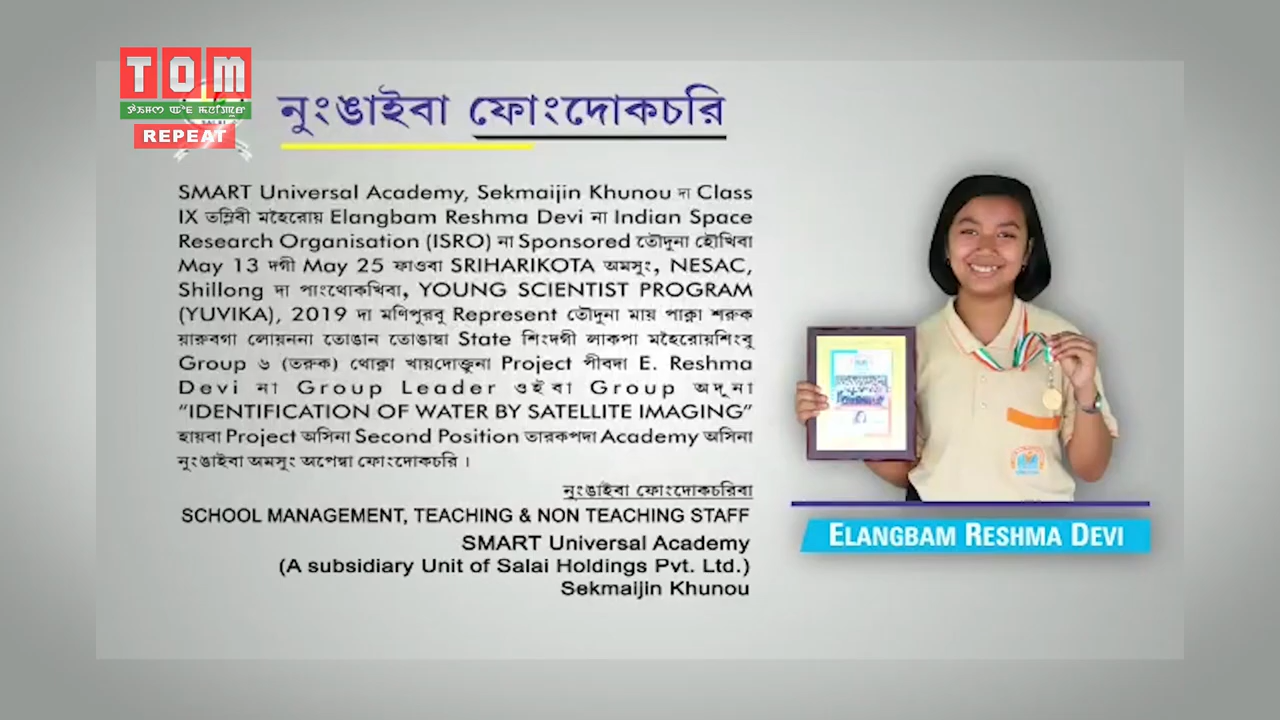 TOM
REPEAT
নুংঙাইবা ফোংদোকচরি
SMART Universal Academy, Sekmaijin Khunou দা Class
IX তম্লিবী মহৈরোয় Elangbam Reshma Devi না Indian Space
Research Organisation (ISRO) না Sponsored তৌদুনা হৌখিবা
May 13 দগী May 25 ফাওবা SRIHARIKOTA অমসুং, NESAC,
Shillong দা পাংথোকখিবা, YOUNG SCIENTIST PROGRAM
(YUVIKA), 2019 দা মণিপুরবু Represent তৌদুনা মায় পাক্না শরুক
য়ারুবগা লোয়ননা তোঙান তোঙান্বা State শিংদগী লাকপা মহৈরোয়শিংবু
Group ৬ (তরুক) থোক্না খায়দোক্তুনা Project পীবদা E. Reshma
Devi না Group Leader ওইবা Group অদুনা
“IDENTIFICATION OF WATER BY SATELLITE IMAGING”
হায়বা Project অসিনা Second Position তারকপদা Academy অসিনা
নুংঙাইবা অমসুং অপেন্বা ফোংদোকচরি ।
নুংঙাইবা ফোংদোকচরিবা
SCHOOL MANAGEMENT, TEACHING & NON TEACHING STAFF
SMART Universal Academy
(A subsidiary Unit of Salai Holdings Pvt. Ltd.)
Sekmaijin Khunou
ELANGBAM RESHMA DEVI